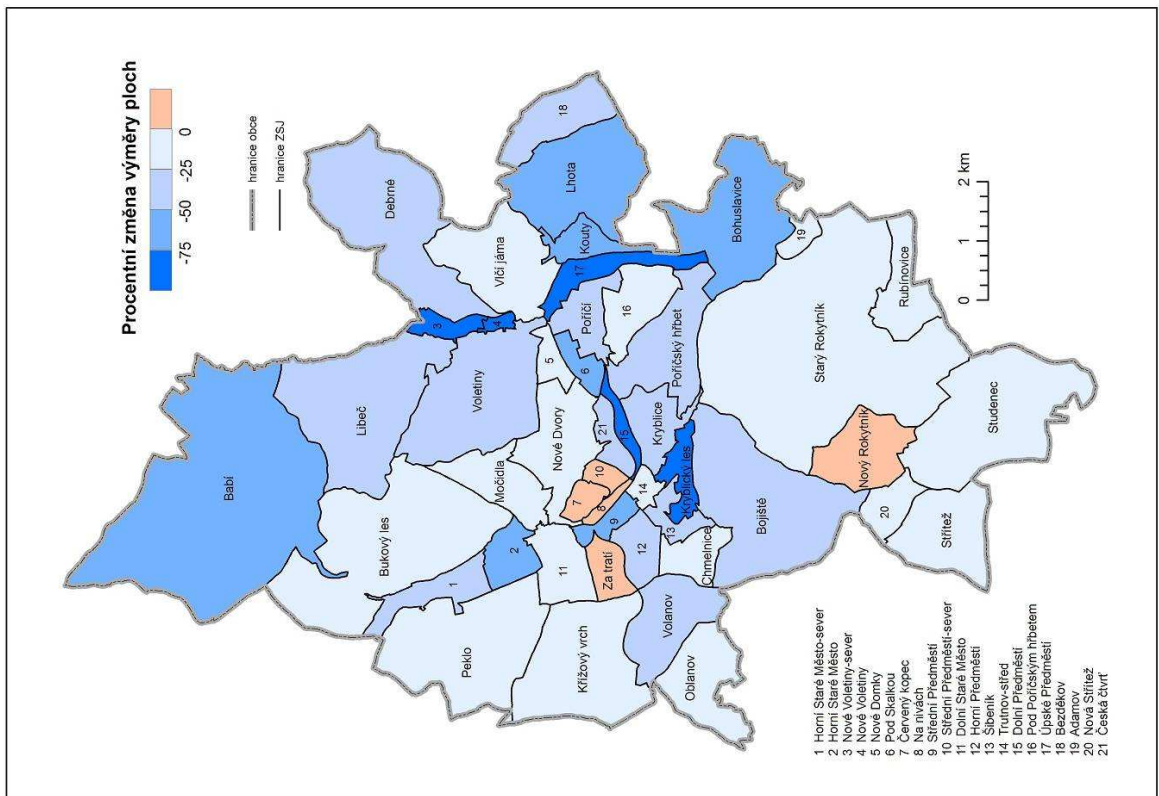 Procentní změna výměry ploch
-75
-50
-25
0
hranice obce
hranice ZSJ
Babí
Libeč
Debrné
18
Lhota
Vlčí jáma
Kouty
17
Bohuslavice
3
4
Voletiny
Bukový les
Močidla
Nové Dvory
5
6
Poříčí
16
Poříčský hřbet
19
Rubínovice
Starý Rokytník
21
15
Kryblice
10
7
8
9
14
Kryblický les
13
1
2
11
Za tratí
12
Chmelnice
Bojiště
Nový Rokytník
Studenec
20
Střítež
Peklo
Křížový vrch
Volanov
Oblanov
0
1
2 km
1 Horní Staré Město-sever
2 Horní Staré Město
3 Nové Voletiny-sever
4 Nové Voletiny
5 Nové Domky
6 Pod Skalkou
7 Červený kopec
8 Na nivách
9 Střední Předměstí
10 Střední Předměstí-sever
11 Dolní Staré Město
12 Horní Předměstí
13 Šibeník
14 Trutnov-střed
15 Dolní Předměstí
16 Pod Poříčským hřbetem
17 Úpské Předměstí
18 Bezděkov
19 Adamov
20 Nová Střítež
21 Česká čtvrť